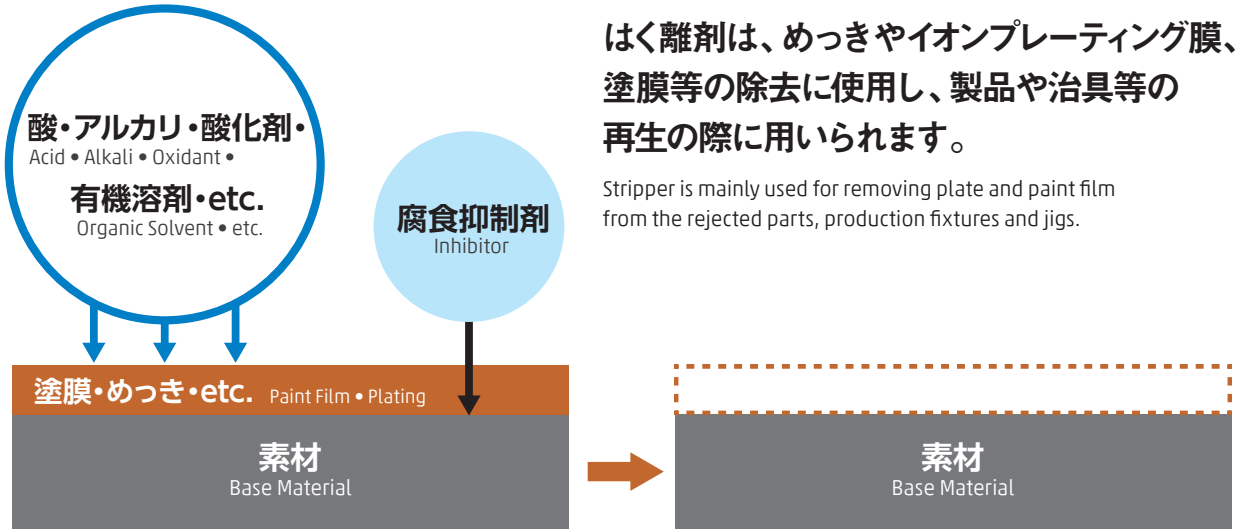 はく離剤は、めっきやイオンプレーティング膜、
塗膜等の除去に使用し、製品や治具等の
再生の際に用いられます。
Stripper is mainly used for removing plate and paint film
from the rejected parts, production fixtures and jigs.
酸・アルカリ・酸化剤・
Acid • Alkali • Oxidant •
有機溶剤・etc.
Organic Solvent • etc.
腐食抑制剤
Inhibitor
塗膜・めっき・etc. Paint Film • Plating
素材
Base Material
素材
Base Material